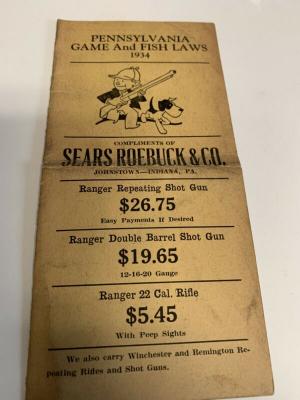 PENNSYLVANIA
GAME And FISH LAWS
1934
COMPLIMENTS OF
SEARS ROEBUCK & CO.
JOHNSTOWN—INDIANA, PA.
Ranger Repeating Shot Gun
$26.75
Easy Payments If Desired
Ranger Double Barrel Shot Gun
$19.65
12-16-20 Gauge
Ranger 22 Cal. Rifle
$5.45
With Peep Sights
We also carry Winchester and Remington Re-
peating Rifles and Shot Guns.